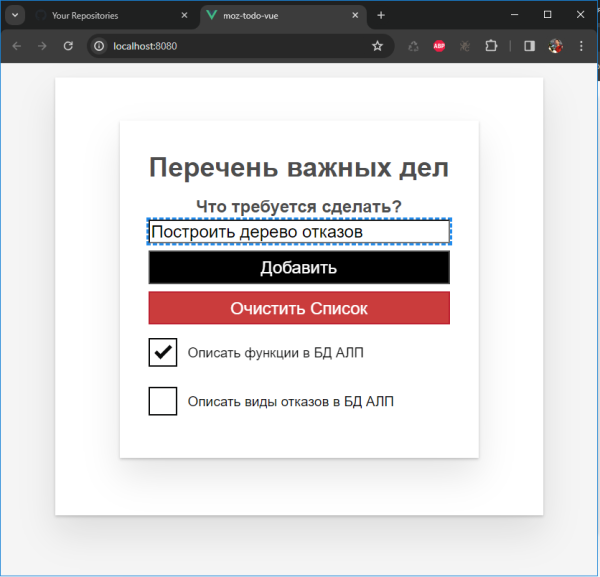 Your Repositories
moz-todo-vue
localhost:8080
ABP
Перечень важных дел
Что требуется сделать?
Построить дерево отказов
Добавить
Очистить Список
Описать функции в БД АЛП
Описать виды отказов в БД АЛП